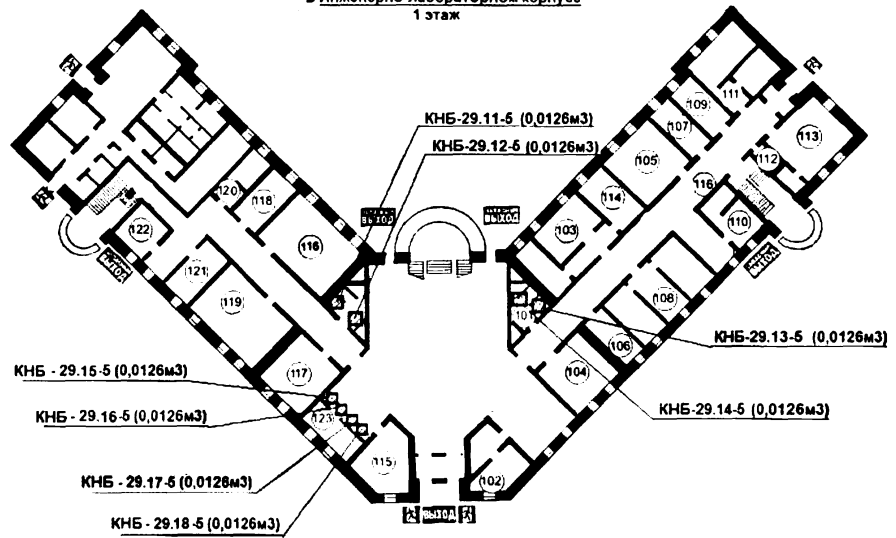 в Инженерно-лабораторном корпусе
1 этаж
КНБ-29.11-5 (0,0126м3)
КНБ-29.12-5 (0,0126м3)
111
109
107
113
105
112
120
118
116
114
ВЫХОД
ВЫХОД
103
116
110
122
116
121
119
108
101
КНБ-29.13-5 (0,0126м3)
106
КНБ - 29.15-5 (0,0126м3)
117
104
КНБ - 29.16-5 (0,0126м3)
123
КНБ-29.14-5 (0,0126м3)
115
102
КНБ - 29.17-5 (0,0126м3)
ВЫХОД
КНБ - 29.18-5 (0,0126м3)